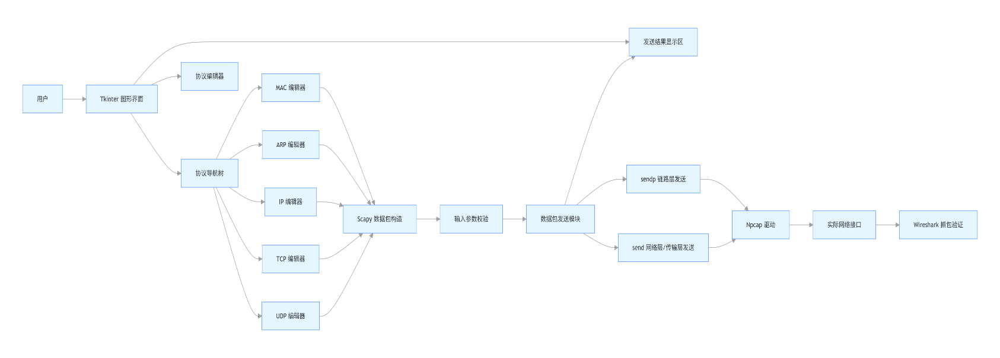 用户
Tkinter 图形界面
协议编辑器
协议导航树
MAC 编辑器
ARP 编辑器
IP 编辑器
TCP 编辑器
UDP 编辑器
Scapy 数据包构造
输入参数校验
数据包发送模块
发送结果显示区
sendp 链路层发送
send 网络层/传输层发送
Npcap 驱动
实际网络接口
Wireshark 抓包验证